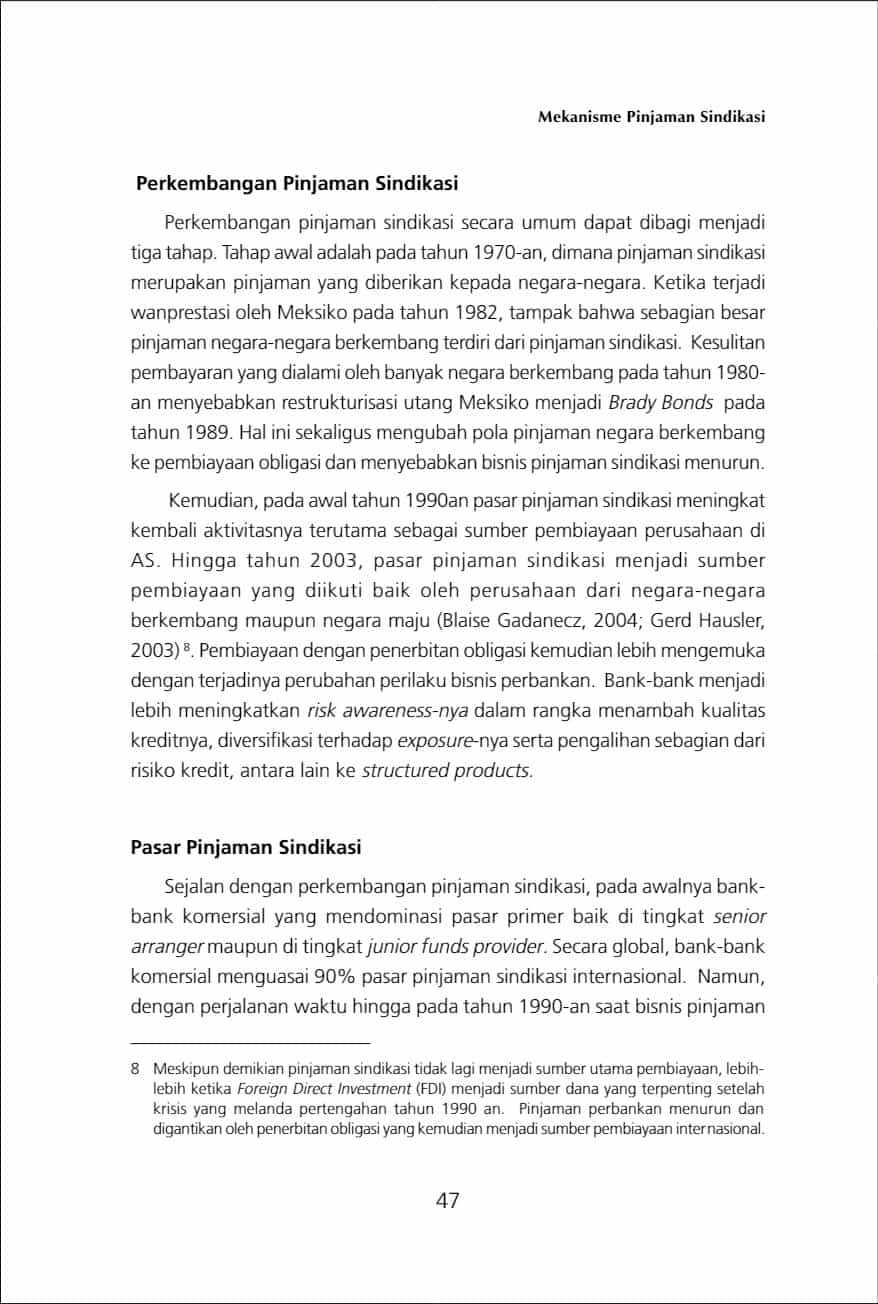 Mekanisme Pinjaman Sindikasi
Perkembangan Pinjaman Sindikasi
Perkembangan pinjaman sindikasi secara umum dapat dibagi menjadi
tiga tahap. Tahap awal adalah pada tahun 1970-an, dimana pinjaman sindikasi
merupakan pinjaman yang diberikan kepada negara-negara. Ketika terjadi
wanprestasi oleh Meksiko pada tahun 1982, tampak bahwa sebagian besar
pinjaman negara-negara berkembang terdiri dari pinjaman sindikasi.  Kesulitan
pembayaran yang dialami oleh banyak negara berkembang pada tahun 1980-
an menyebabkan restrukturisasi utang Meksiko menjadi Brady Bonds  pada
tahun 1989. Hal ini sekaligus mengubah pola pinjaman negara berkembang
ke pembiayaan obligasi dan menyebabkan bisnis pinjaman sindikasi menurun.
Kemudian, pada awal tahun 1990an pasar pinjaman sindikasi meningkat
kembali aktivitasnya terutama sebagai sumber pembiayaan perusahaan di
AS. Hingga tahun 2003, pasar pinjaman sindikasi menjadi sumber
pembiayaan yang diikuti baik oleh perusahaan dari negara-negara
berkembang maupun negara maju (Blaise Gadanecz, 2004; Gerd Hausler,
2003) 8. Pembiayaan dengan penerbitan obligasi kemudian lebih mengemuka
dengan terjadinya perubahan perilaku bisnis perbankan.  Bank-bank menjadi
lebih meningkatkan risk awareness-nya dalam rangka menambah kualitas
kreditnya, diversifikasi terhadap exposure-nya serta pengalihan sebagian dari
risiko kredit, antara lain ke structured products.
Pasar Pinjaman Sindikasi
Sejalan dengan perkembangan pinjaman sindikasi, pada awalnya bank-
bank komersial yang mendominasi pasar primer baik di tingkat senior
arranger maupun di tingkat junior funds provider. Secara global, bank-bank
komersial menguasai 90% pasar pinjaman sindikasi internasional.  Namun,
dengan perjalanan waktu hingga pada tahun 1990-an saat bisnis pinjaman
8 Meskipun demikian pinjaman sindikasi tidak lagi menjadi sumber utama pembiayaan, lebih-
lebih ketika Foreign Direct Investment (FDI) menjadi sumber dana yang terpenting setelah
krisis yang melanda pertengahan tahun 1990 an.  Pinjaman perbankan menurun dan
digantikan oleh penerbitan obligasi yang kemudian menjadi sumber pembiayaan internasional.
47